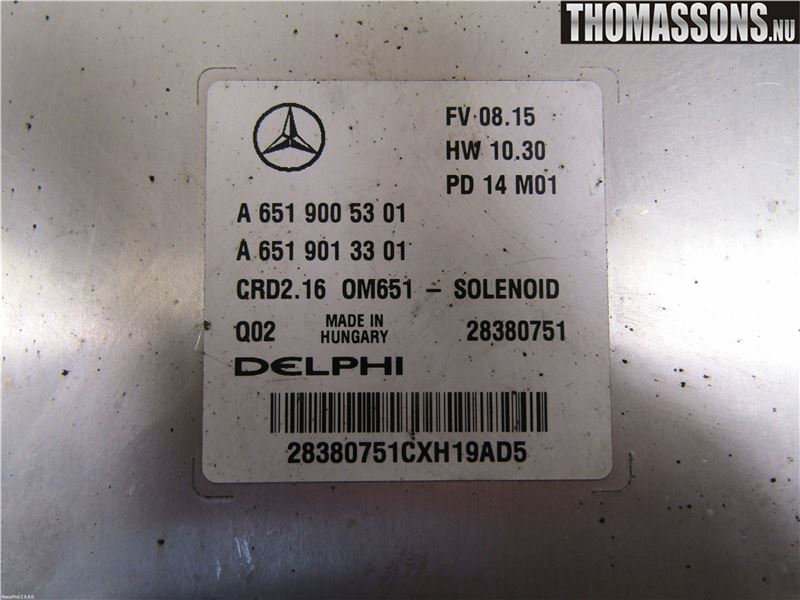 THOMASSONS.NU
FV 08.15
HW 10.30
PD 14 M01
A 651 900 53 01
A 651 901 33 01
CRD2.16 OM651 – SOLENOID
Q02 MADE IN HUNGARY 28380751
DELPHI
28380751CXH19AD5